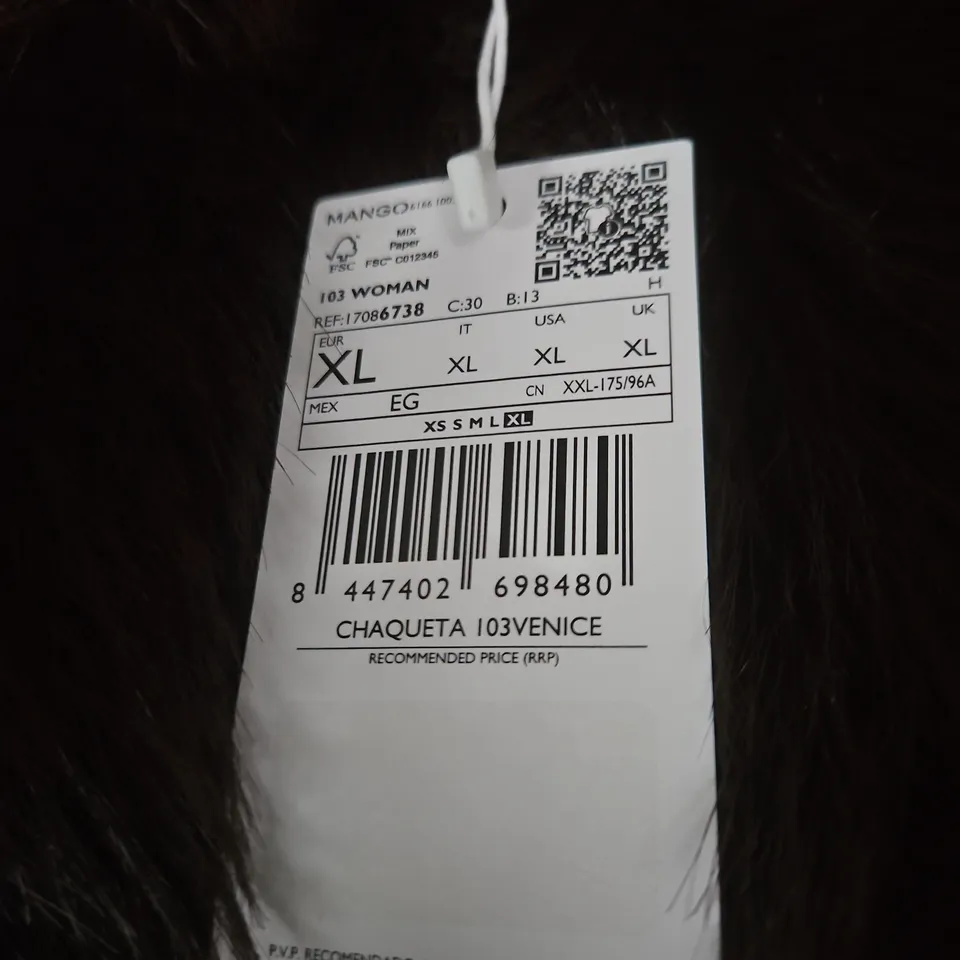 MANGO
MIX
Paper
FSC FSC™ C012345
103 WOMAN
REF:17086738 C:30 B:13 H
EUR IT USA UK
XL XL XL XL
MEX EG CN XXL-175/96A
XS S M L XL
8 447402 698480
CHAQUETA 103VENICE
RECOMMENDED PRICE (RRP)
P.V.P.